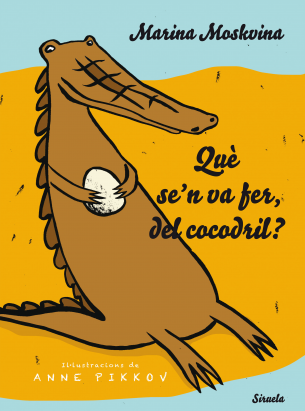 Marina Moskvina
Què
se'n va fer,
del cocodril?
Il·lustracions de
ANNE PIKKOV
Siruela